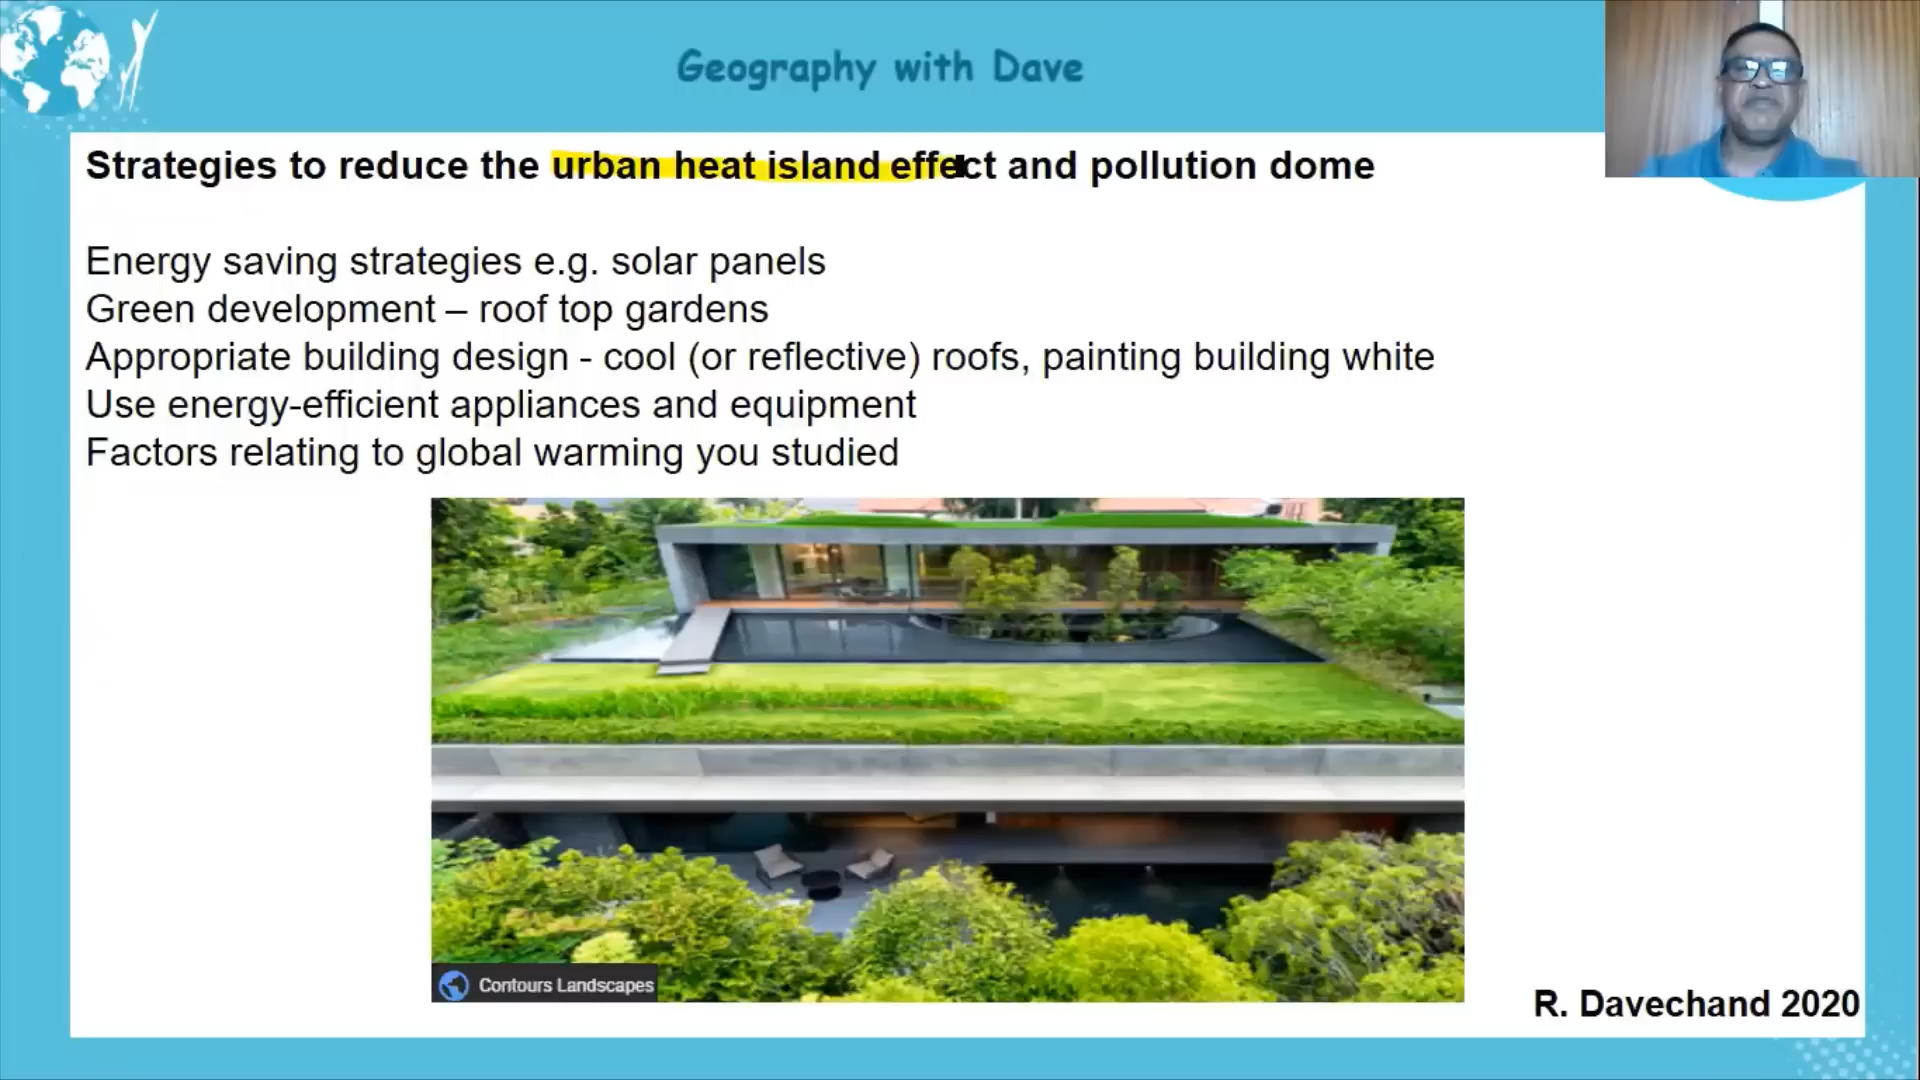 Geography with Dave
Strategies to reduce the urban heat island effect and pollution dome
Energy saving strategies e.g. solar panels
Green development – roof top gardens
Appropriate building design - cool (or reflective) roofs, painting building white
Use energy-efficient appliances and equipment
Factors relating to global warming you studied
Contours Landscapes
R. Davechand 2020